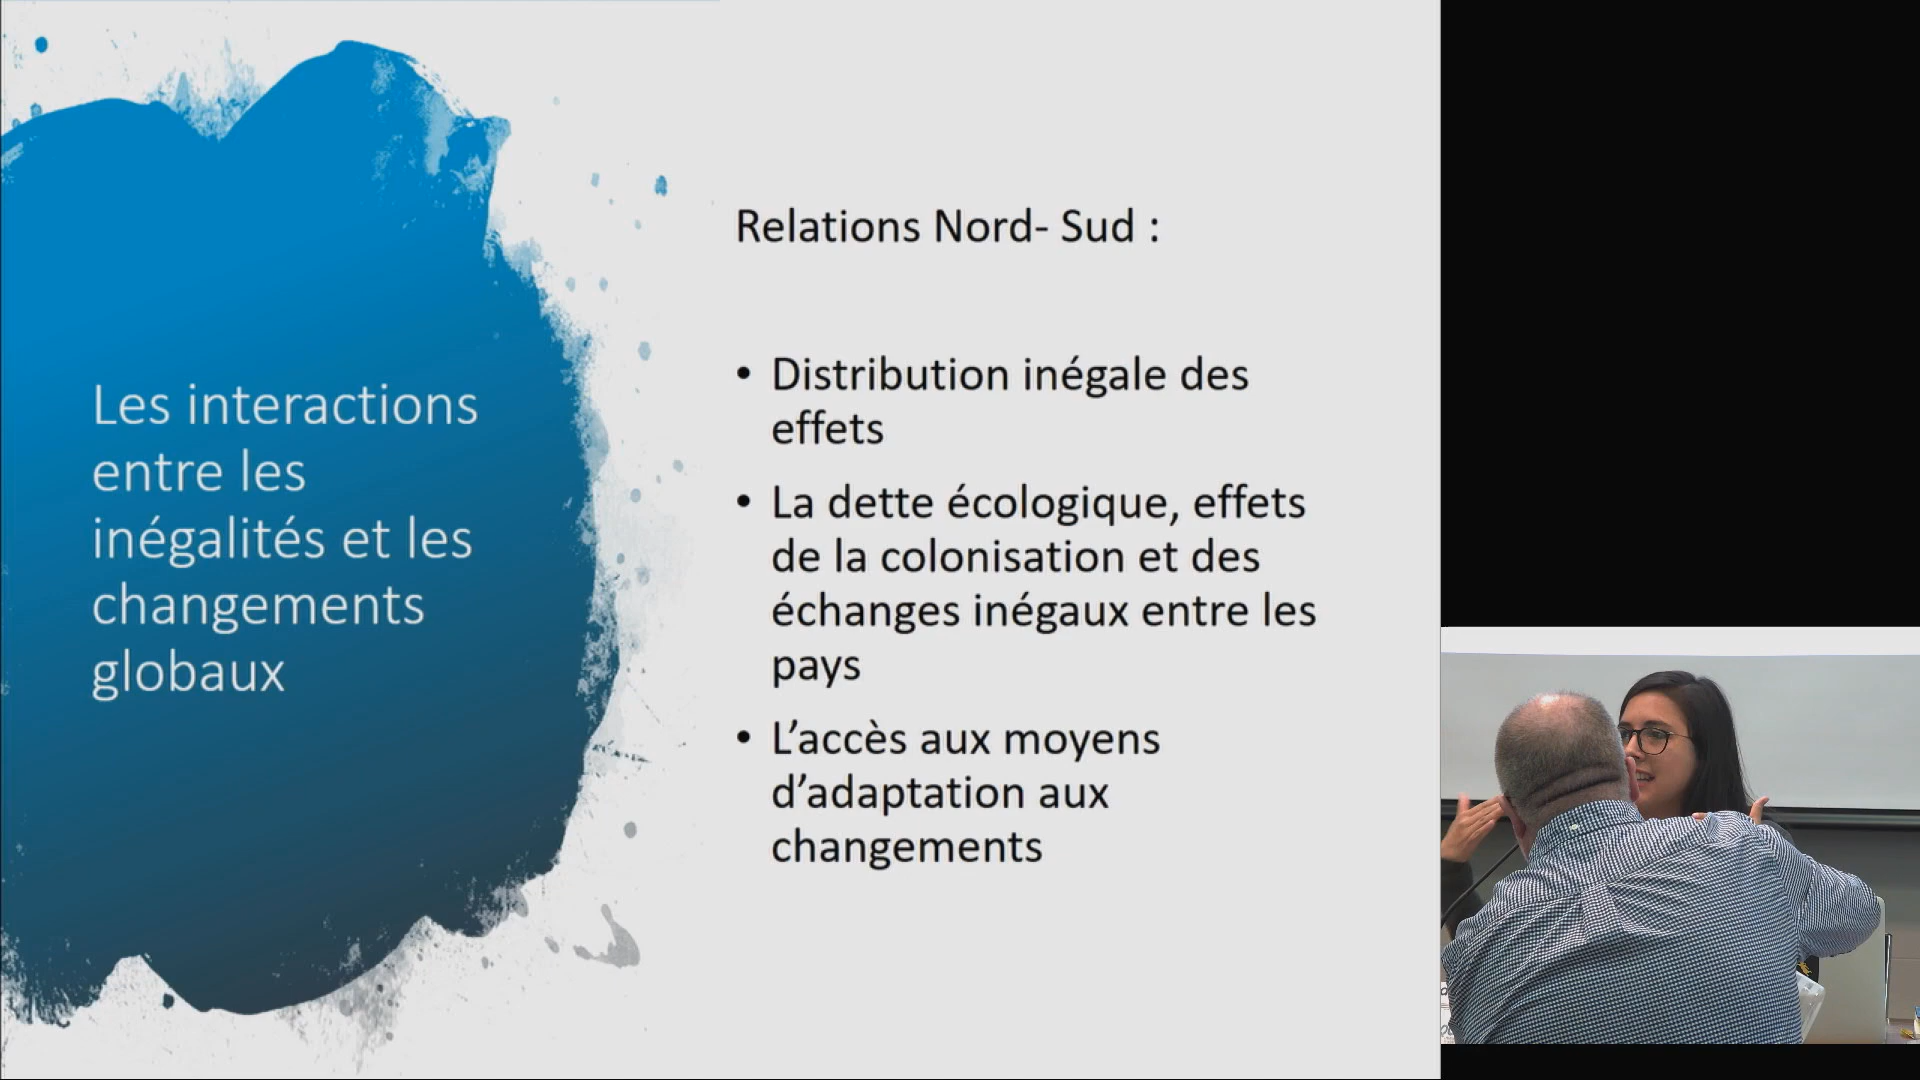 Les interactions
entre les
inégalités et les
changements
globaux
Relations Nord- Sud :
• Distribution inégale des
effets
• La dette écologique, effets
de la colonisation et des
échanges inégaux entre les
pays
• L’accès aux moyens
d’adaptation aux
changements